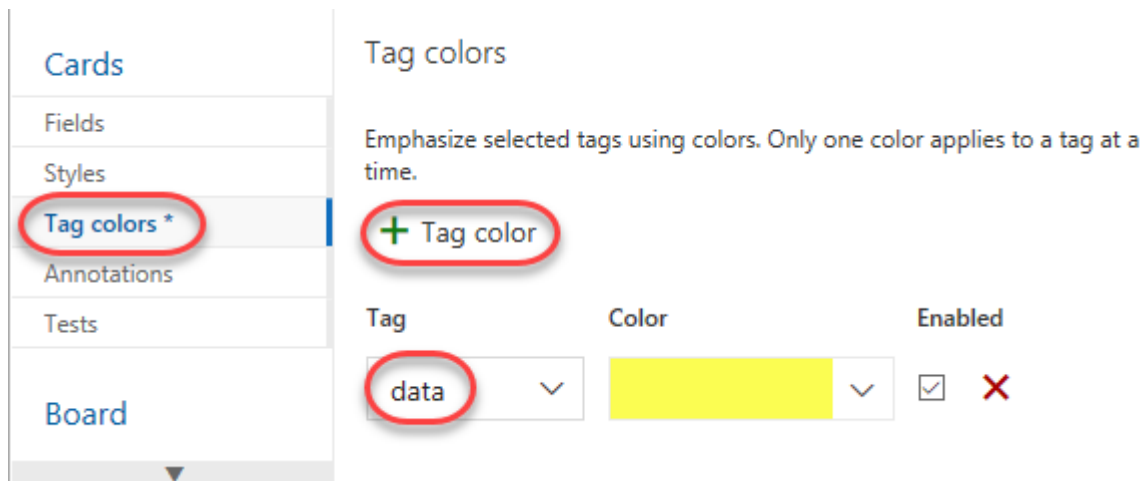 Cards
Fields
Styles
Tag colors *
Annotations
Tests
Board
Tag colors
Emphasize selected tags using colors. Only one color applies to a tag at a
time.
+ Tag color
Tag Color Enabled
data